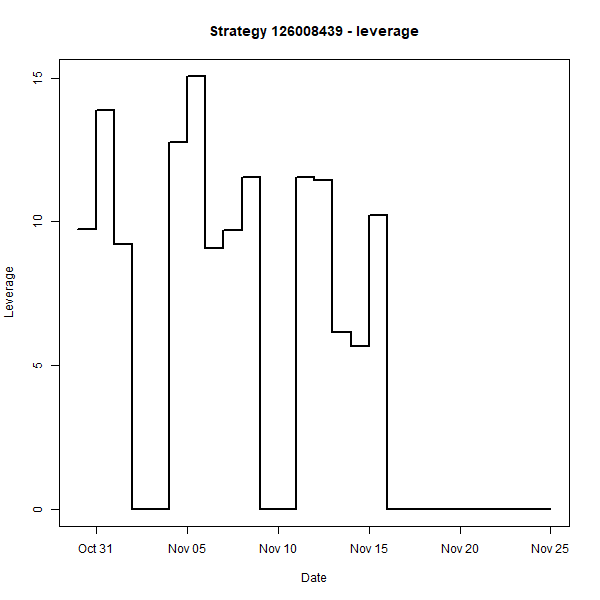 Strategy 126008439 - leverage
15
10
5
0
Leverage
Oct 31
Nov 05
Nov 10
Nov 15
Nov 20
Nov 25
Date